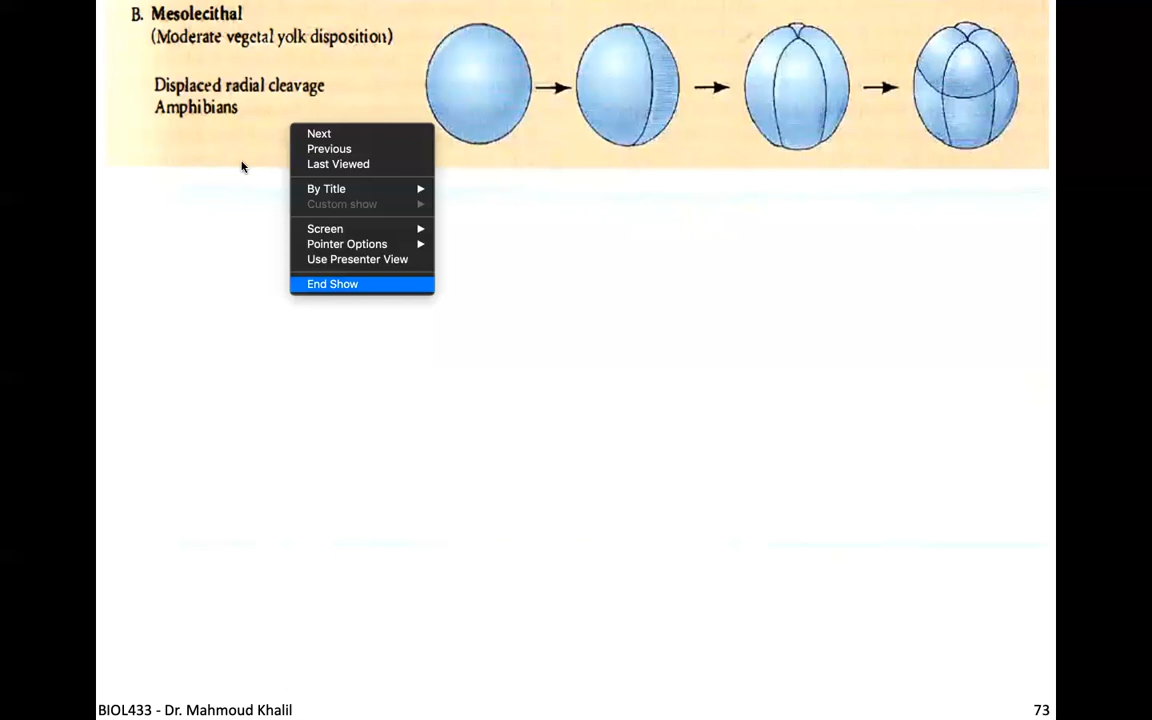 B. Mesolecithal
(Moderate vegetal yolk disposition)
Displaced radial cleavage
Amphibians
Next
Previous
Last Viewed
By Title
Custom show
Screen
Pointer Options
Use Presenter View
End Show
BIOL433 - Dr. Mahmoud Khalil
73